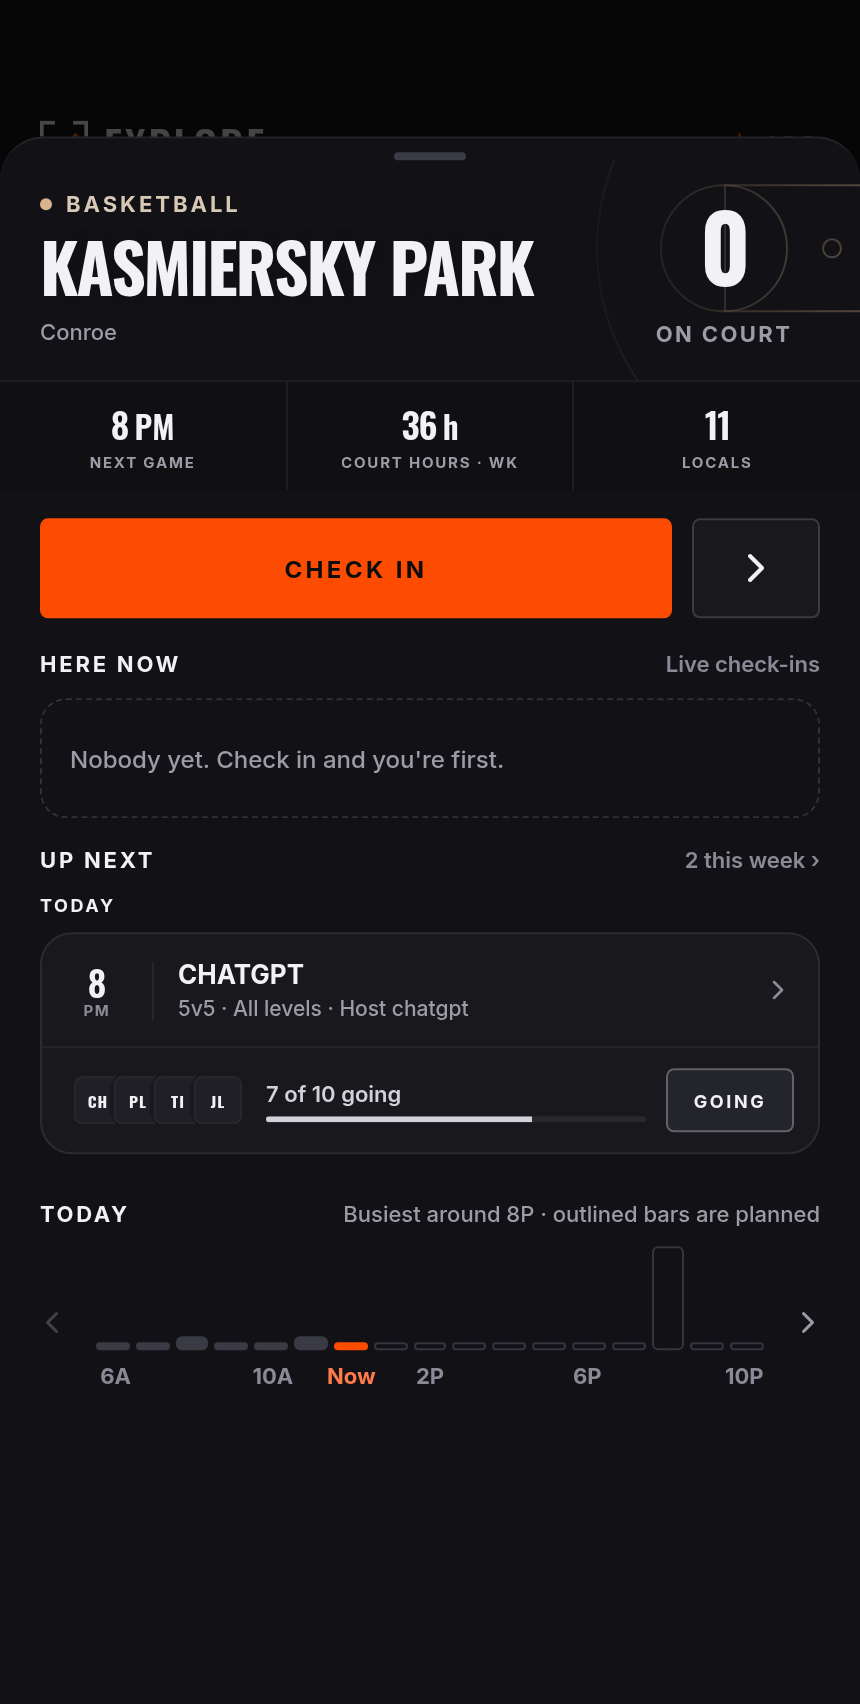 EXPLORE
BASKETBALL
KASMIERSKY PARK
Conroe
0
ON COURT
8 PM
NEXT GAME
36 h
COURT HOURS · WK
11
LOCALS
CHECK IN
HERE NOW
Live check-ins
Nobody yet. Check in and you're first.
UP NEXT
2 this week ›
TODAY
8
PM
CHATGPT
5v5 · All levels · Host chatgpt
CH PL TI JL
7 of 10 going
GOING
TODAY
Busiest around 8P · outlined bars are planned
6A 10A Now 2P 6P 10P